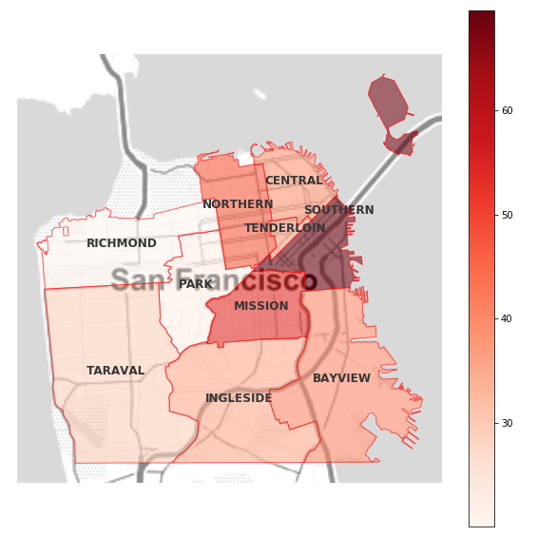 60
50
40
30
CENTRAL
NORTHERN
SOUTHERN
TENDERLOIN
RICHMOND
San Francisco
PARK
MISSION
TARAVAL
BAYVIEW
INGLESIDE